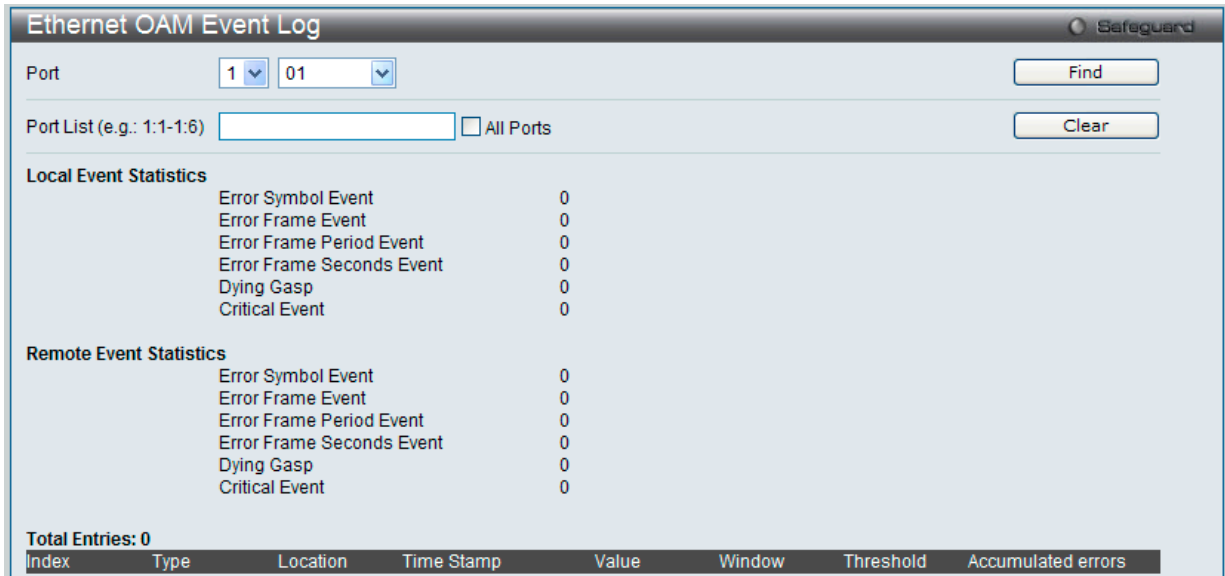 Ethernet OAM Event Log Safeguard
Port 1 01 Find
Port List (e.g.: 1:1-1:6) All Ports Clear
Local Event Statistics
Error Symbol Event 0
Error Frame Event 0
Error Frame Period Event 0
Error Frame Seconds Event 0
Dying Gasp 0
Critical Event 0
Remote Event Statistics
Error Symbol Event 0
Error Frame Event 0
Error Frame Period Event 0
Error Frame Seconds Event 0
Dying Gasp 0
Critical Event 0
Total Entries: 0
Index Type Location Time Stamp Value Window Threshold Accumulated errors